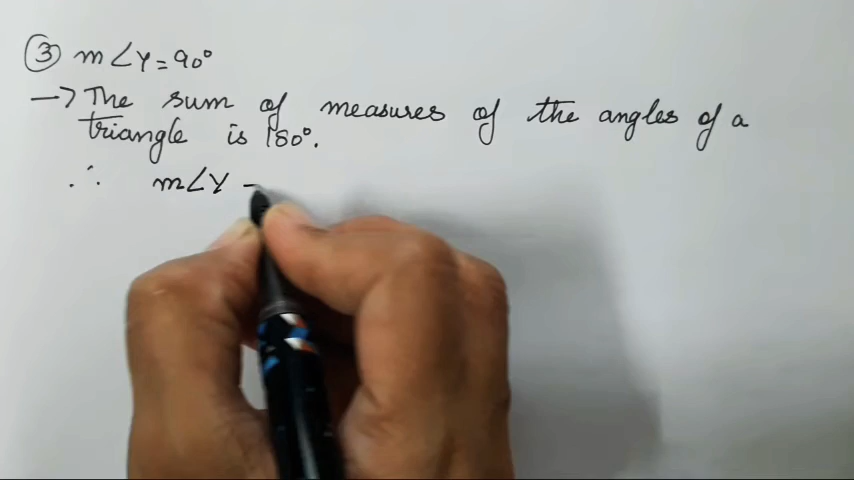 ③ m∠Y = 90°
→ The sum of measures of the angles of a
triangle is 180°.
∴ m∠Y -